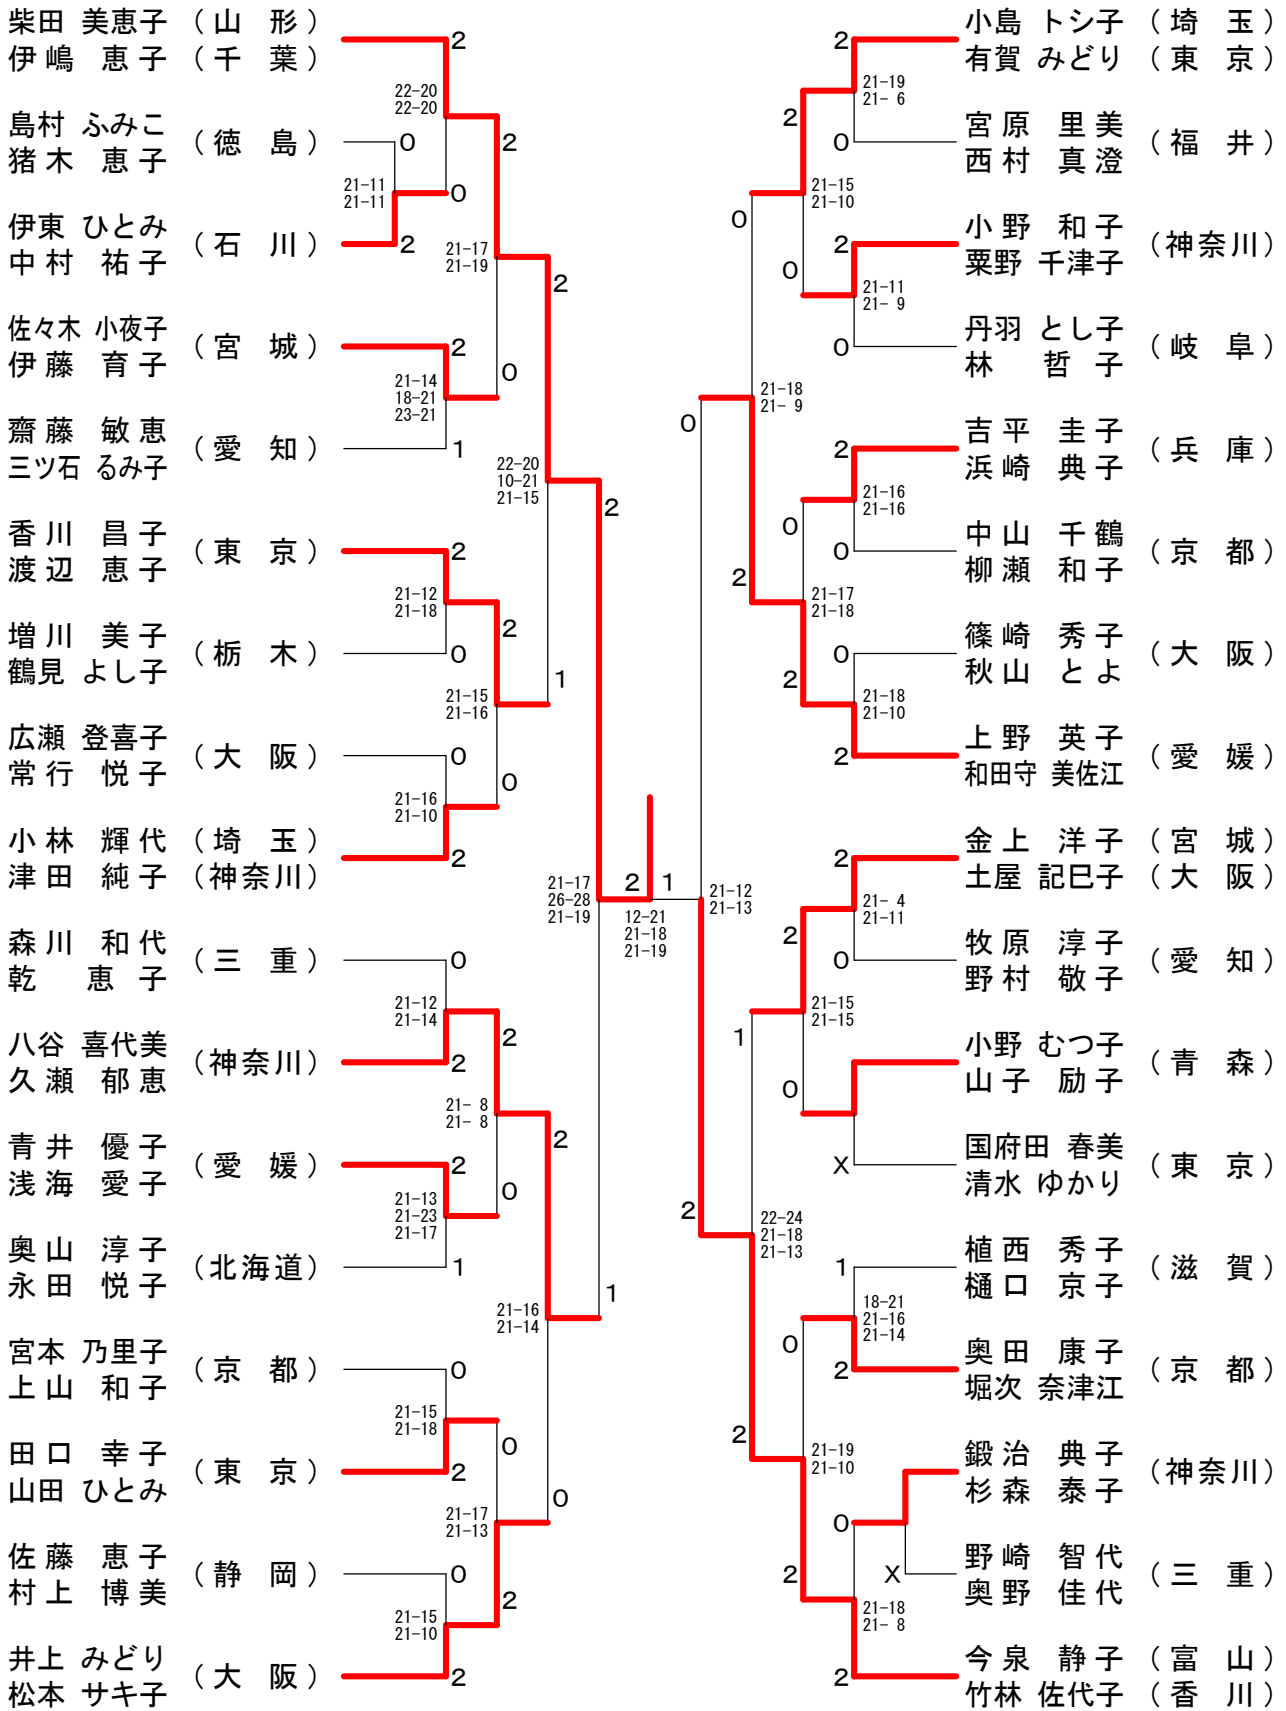 柴田 美恵子 （ 山 形 ）
伊嶋 恵子 （ 千 葉 ）
2
22-20
22-20
島村 ふみこ
猪木 恵子
（ 徳 島 ）
0
2
21-11
21-11
0
伊東 ひとみ
中村 祐子
（ 石 川 ）
2
21-17
21-19
2
佐々木 小夜子
伊藤 育子
（ 宮 城 ）
2
0
21-14
18-21
23-21
齋藤 敏恵
三ツ石 るみ子
（ 愛 知 ）
1
22-20
10-21
21-15
2
香川 昌子
渡辺 恵子
（ 東 京 ）
2
21-12
21-18
2
増川 美子
鶴見 よし子
（ 栃 木 ）
0
1
21-15
21-16
広瀬 登喜子
常行 悦子
（ 大 阪 ）
0
0
21-16
21-10
小林 輝代 （ 埼 玉 ）
津田 純子 （神奈川）
2
21-17
26-28
21-19
2
1
12-21
21-18
21-19
森川 和代
乾 恵子
（ 三 重 ）
0
21-12
21-14
2
八谷 喜代美
久瀬 郁恵
（神奈川）
2
21- 8
21- 8
2
青井 優子
浅海 愛子
（ 愛 媛 ）
2
0
21-13
21-23
21-17
奥山 淳子
永田 悦子
（北海道）
1
1
21-16
21-14
宮本 乃里子
上山 和子
（ 京 都 ）
0
21-15
21-18
0
田口 幸子
山田 ひとみ
（ 東 京 ）
2
0
21-17
21-13
佐藤 恵子
村上 博美
（ 静 岡 ）
0
2
21-15
21-10
井上 みどり
松本 サキ子
（ 大 阪 ）
2
小島 トシ子 （ 埼 玉 ）
有賀 みどり （ 東 京 ）
2
21-19
21- 6
2
宮原 里美
西村 真澄
（ 福 井 ）
0
21-15
21-10
0
小野 和子
粟野 千津子
（神奈川）
2
0
21-11
21- 9
丹羽 とし子
林 哲子
（ 岐 阜 ）
0
21-18
21- 9
0
吉平 圭子
浜崎 典子
（ 兵 庫 ）
2
21-16
21-16
0
中山 千鶴
柳瀬 和子
（ 京 都 ）
0
2
21-17
21-18
篠崎 秀子
秋山 とよ
（ 大 阪 ）
0
2
21-18
21-10
上野 英子
和田守 美佐江
（ 愛 媛 ）
2
21-12
21-13
金上 洋子 （ 宮 城 ）
土屋 記巳子 （ 大 阪 ）
2
21- 4
21-11
2
牧原 淳子
野村 敬子
（ 愛 知 ）
0
21-15
21-15
1
小野 むつ子
山子 励子
（ 青 森 ）
0
国府田 春美
清水 ゆかり
（ 東 京 ）
X
2
22-24
21-18
21-13
植西 秀子
樋口 京子
（ 滋 賀 ）
1
18-21
21-16
21-14
0
奥田 康子
堀次 奈津江
（ 京 都 ）
2
2
21-19
21-10
鍛治 典子
杉森 泰子
（神奈川）
0
野崎 智代
奥野 佳代
（ 三 重 ）
X
2
21-18
21- 8
今泉 静子 （ 富 山 ）
竹林 佐代子 （ 香 川 ）
2